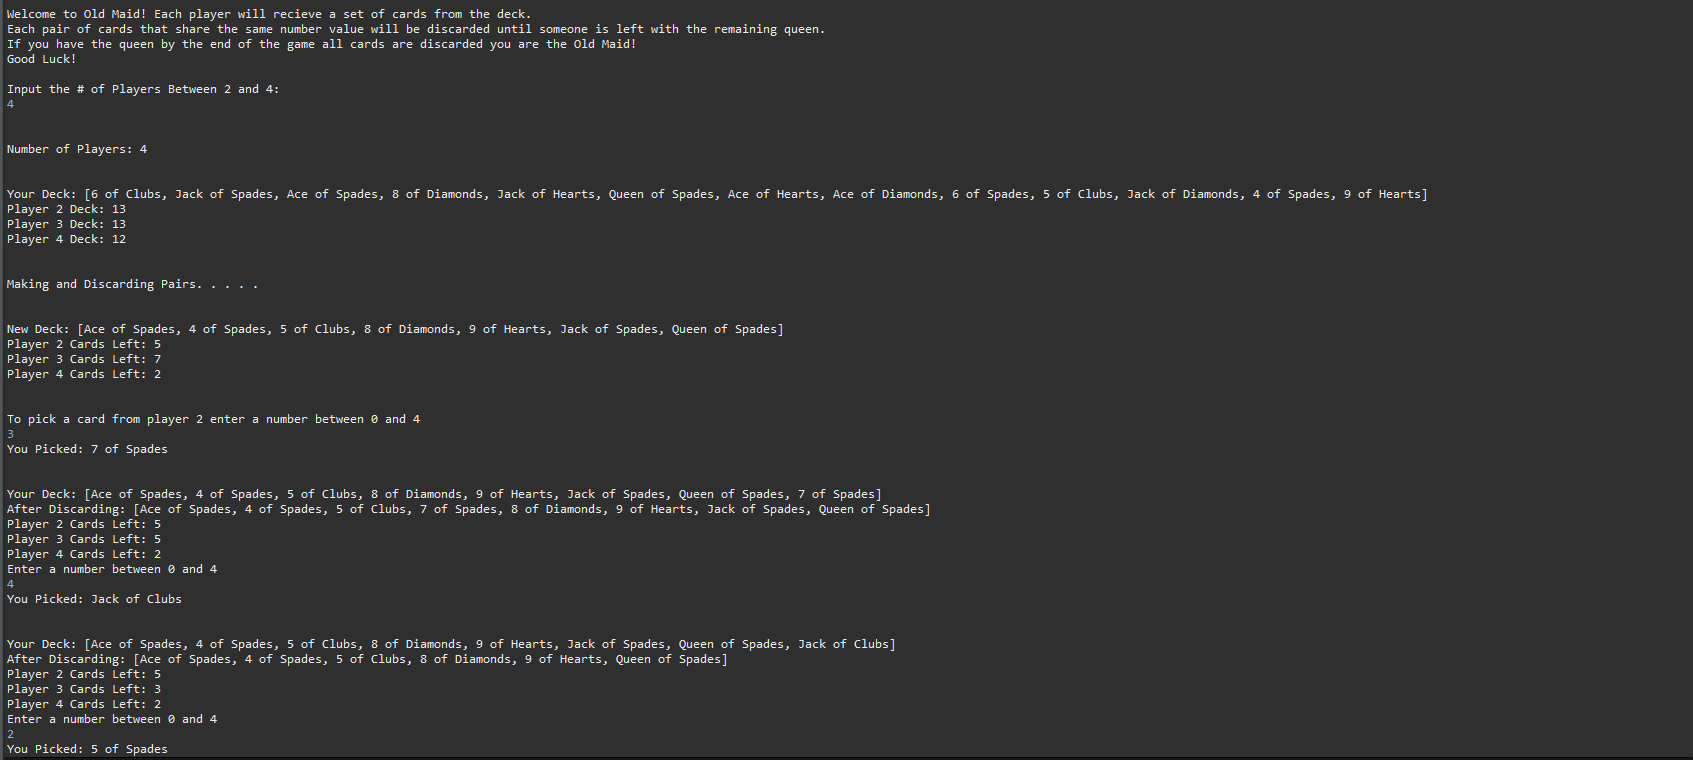 Welcome to Old Maid! Each player will recieve a set of cards from the deck.
Each pair of cards that share the same number value will be discarded until someone is left with the remaining queen.
If you have the queen by the end of the game all cards are discarded you are the Old Maid!
Good Luck!
Input the # of Players Between 2 and 4:
4
Number of Players: 4
Your Deck: [6 of Clubs, Jack of Spades, Ace of Spades, 8 of Diamonds, Jack of Hearts, Queen of Spades, Ace of Hearts, Ace of Diamonds, 6 of Spades, 5 of Clubs, Jack of Diamonds, 4 of Spades, 9 of Hearts]
Player 2 Deck: 13
Player 3 Deck: 13
Player 4 Deck: 12
Making and Discarding Pairs. . . . .
New Deck: [Ace of Spades, 4 of Spades, 5 of Clubs, 8 of Diamonds, 9 of Hearts, Jack of Spades, Queen of Spades]
Player 2 Cards Left: 5
Player 3 Cards Left: 7
Player 4 Cards Left: 2
To pick a card from player 2 enter a number between 0 and 4
3
You Picked: 7 of Spades
Your Deck: [Ace of Spades, 4 of Spades, 5 of Clubs, 8 of Diamonds, 9 of Hearts, Jack of Spades, Queen of Spades, 7 of Spades]
After Discarding: [Ace of Spades, 4 of Spades, 5 of Clubs, 7 of Spades, 8 of Diamonds, 9 of Hearts, Jack of Spades, Queen of Spades]
Player 2 Cards Left: 5
Player 3 Cards Left: 5
Player 4 Cards Left: 2
Enter a number between 0 and 4
4
You Picked: Jack of Clubs
Your Deck: [Ace of Spades, 4 of Spades, 5 of Clubs, 8 of Diamonds, 9 of Hearts, Jack of Spades, Queen of Spades, Jack of Clubs]
After Discarding: [Ace of Spades, 4 of Spades, 5 of Clubs, 8 of Diamonds, 9 of Hearts, Queen of Spades]
Player 2 Cards Left: 5
Player 3 Cards Left: 3
Player 4 Cards Left: 2
Enter a number between 0 and 4
2
You Picked: 5 of Spades